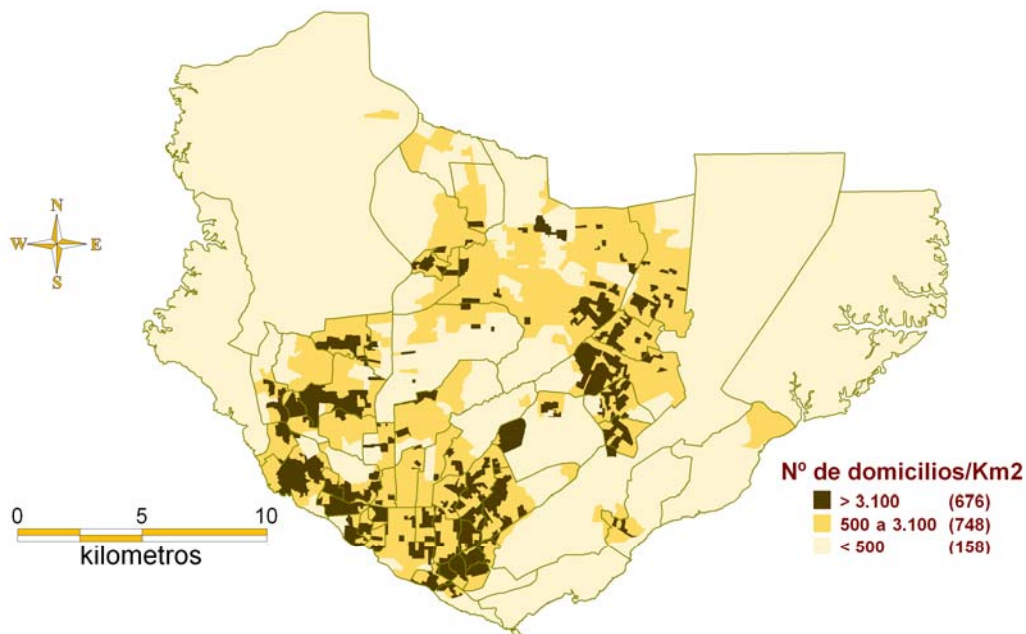 N
W E
S
Nº de domicilios/Km2
> 3.100 (676)
500 a 3.100 (748)
< 500 (158)
0 5 10
kilometros